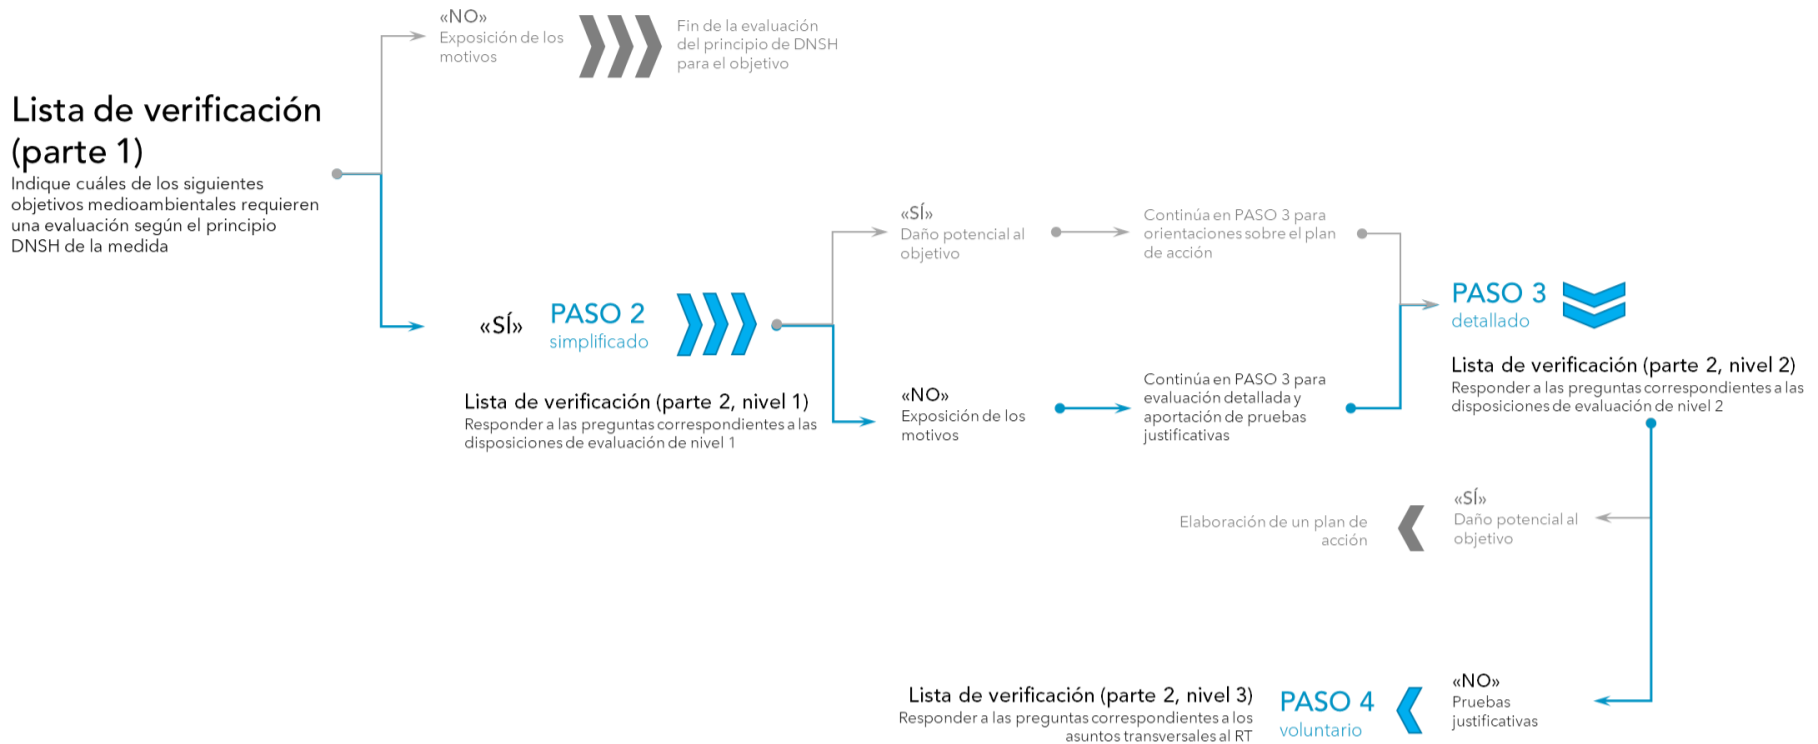 «NO»
Exposición de los
motivos
Fin de la evaluación
del principio de DNSH
para el objetivo
Lista de verificación
(parte 1)
Indique cuáles de los siguientes
objetivos medioambientales requieren
una evaluación según el principio
DNSH de la medida
«SÍ»
Daño potencial al
objetivo
Continúa en PASO 3 para
orientaciones sobre el plan
de acción
«SÍ»
PASO 2
simplificado
PASO 3
detallado
Lista de verificación (parte 2, nivel 1)
Responder a las preguntas correspondientes a las
disposiciones de evaluación de nivel 1
«NO»
Exposición de los
motivos
Continúa en PASO 3 para
evaluación detallada y
aportación de pruebas
justificativas
Lista de verificación (parte 2, nivel 2)
Responder a las preguntas correspondientes a las
disposiciones de evaluación de nivel 2
«SÍ»
Daño potencial al
objetivo
Elaboración de un plan de
acción
«NO»
Pruebas
justificativas
PASO 4
voluntario
Lista de verificación (parte 2, nivel 3)
Responder a las preguntas correspondientes a los
asuntos transversales al RT